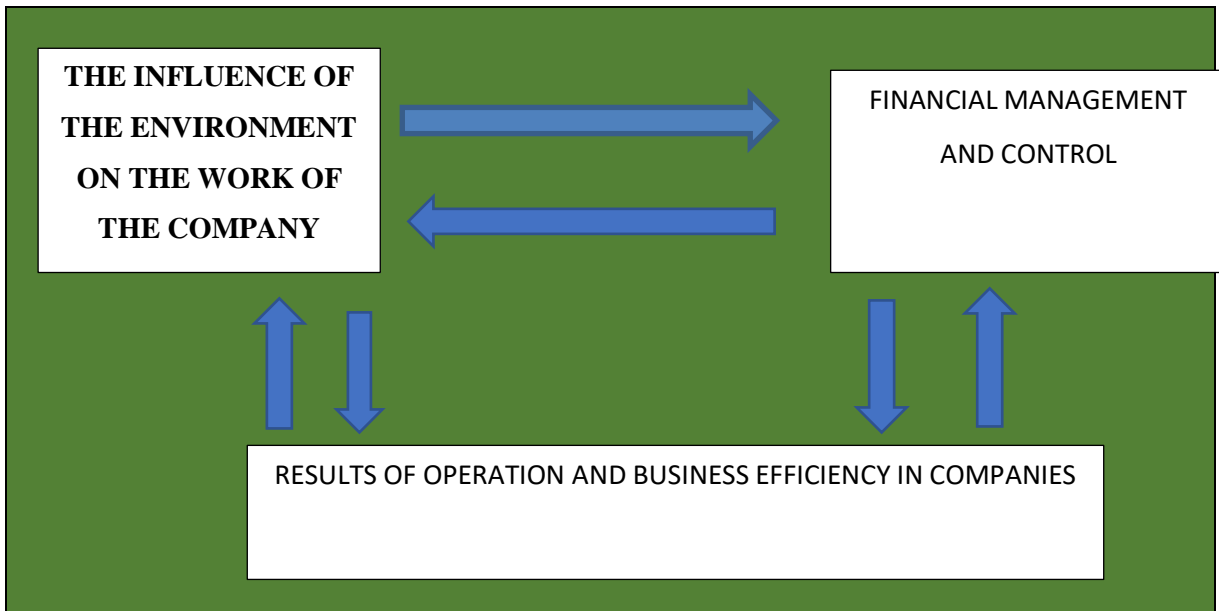 THE INFLUENCE OF
THE ENVIRONMENT
ON THE WORK OF
THE COMPANY
FINANCIAL MANAGEMENT
AND CONTROL
RESULTS OF OPERATION AND BUSINESS EFFICIENCY IN COMPANIES